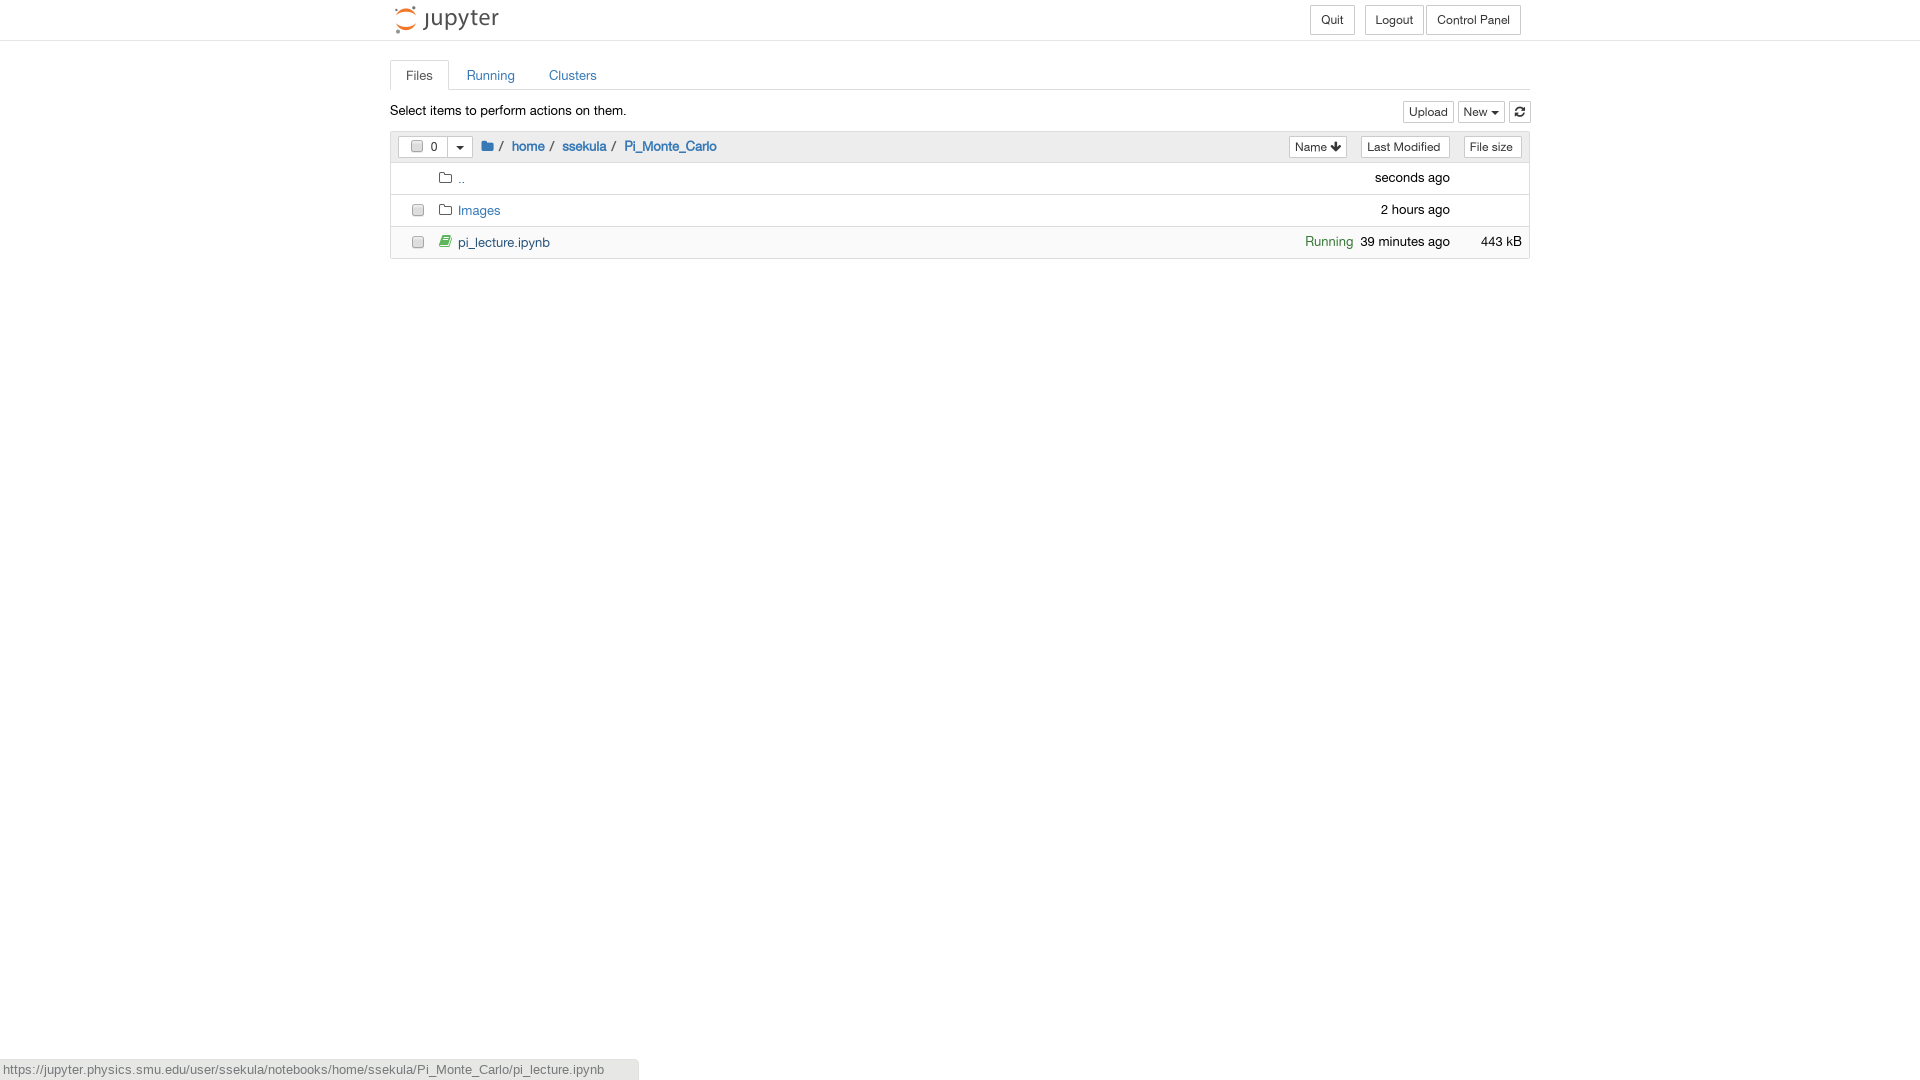 jupyter Quit Logout Control Panel
Files Running Clusters
Select items to perform actions on them. Upload New
0 / home / ssekula / Pi_Monte_Carlo Name Last Modified File size
.. seconds ago
Images 2 hours ago
pi_lecture.ipynb Running 39 minutes ago 443 kB
https://jupyter.physics.smu.edu/user/ssekula/notebooks/home/ssekula/Pi_Monte_Carlo/pi_lecture.ipynb